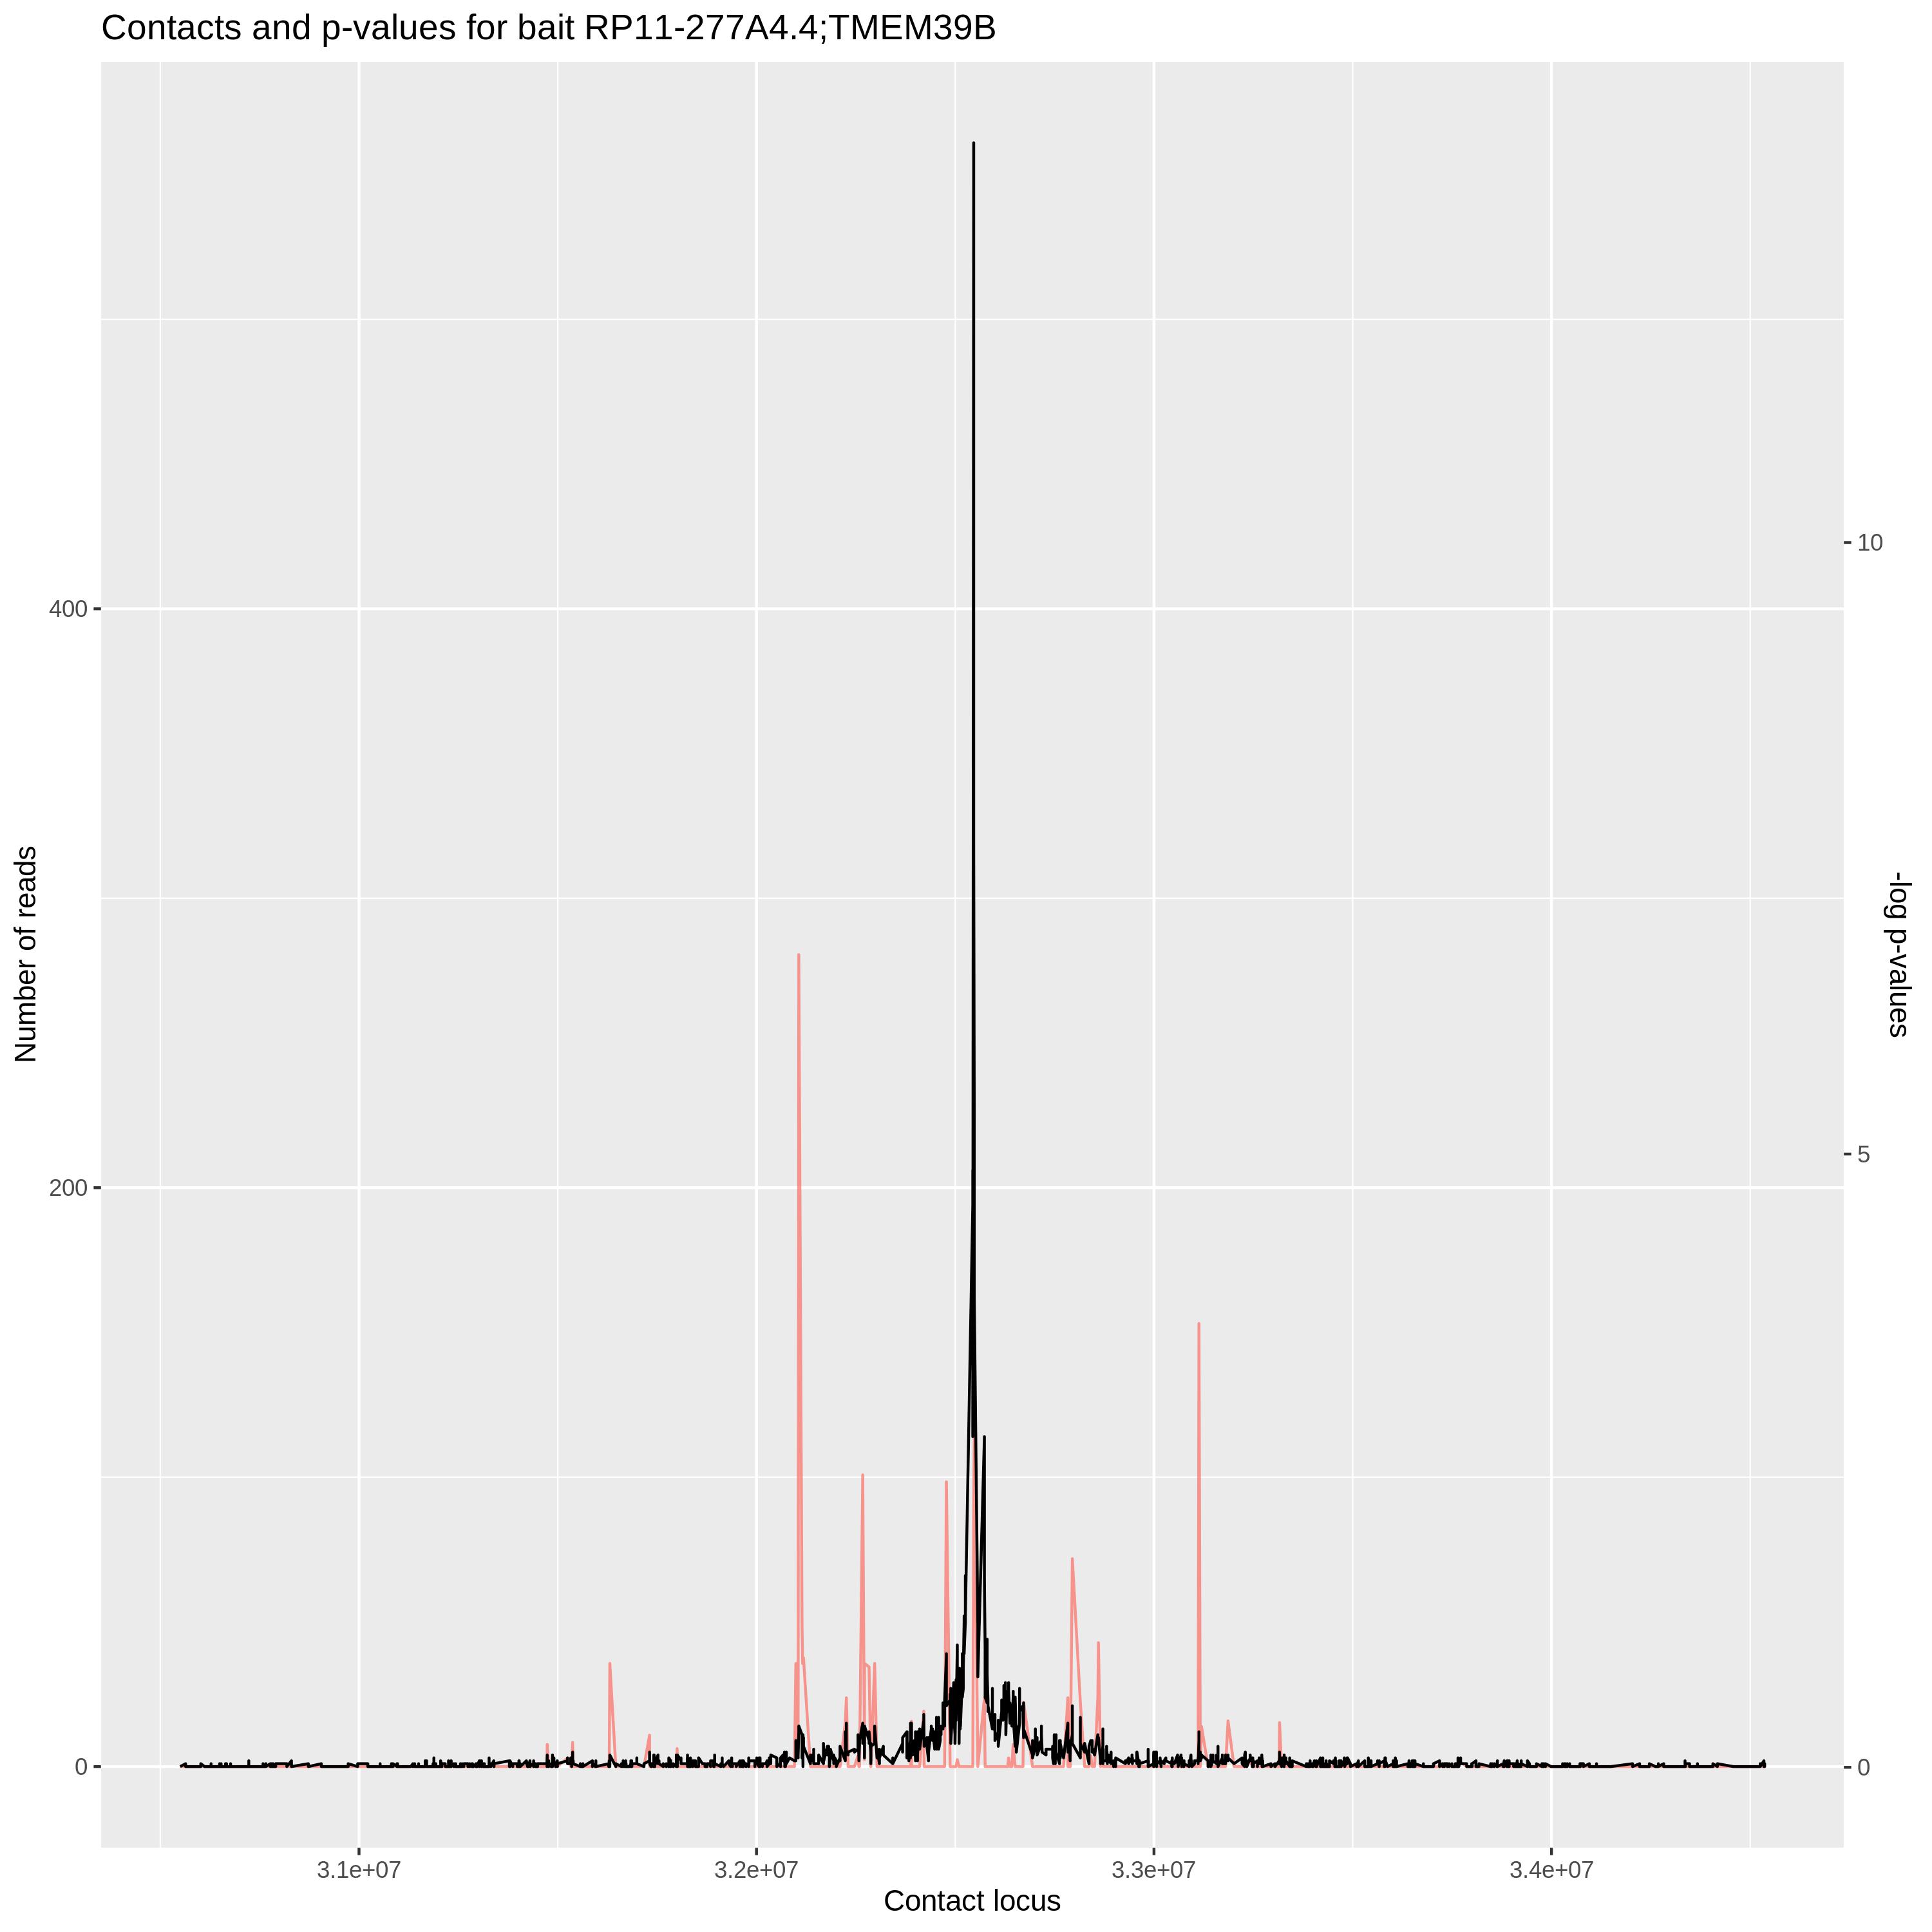 Contacts and p-values for bait RP11-277A4.4;TMEM39B
Number of reads
400
200
0
10
5
0
-log p-values
3.1e+07 3.2e+07 3.3e+07 3.4e+07
Contact locus